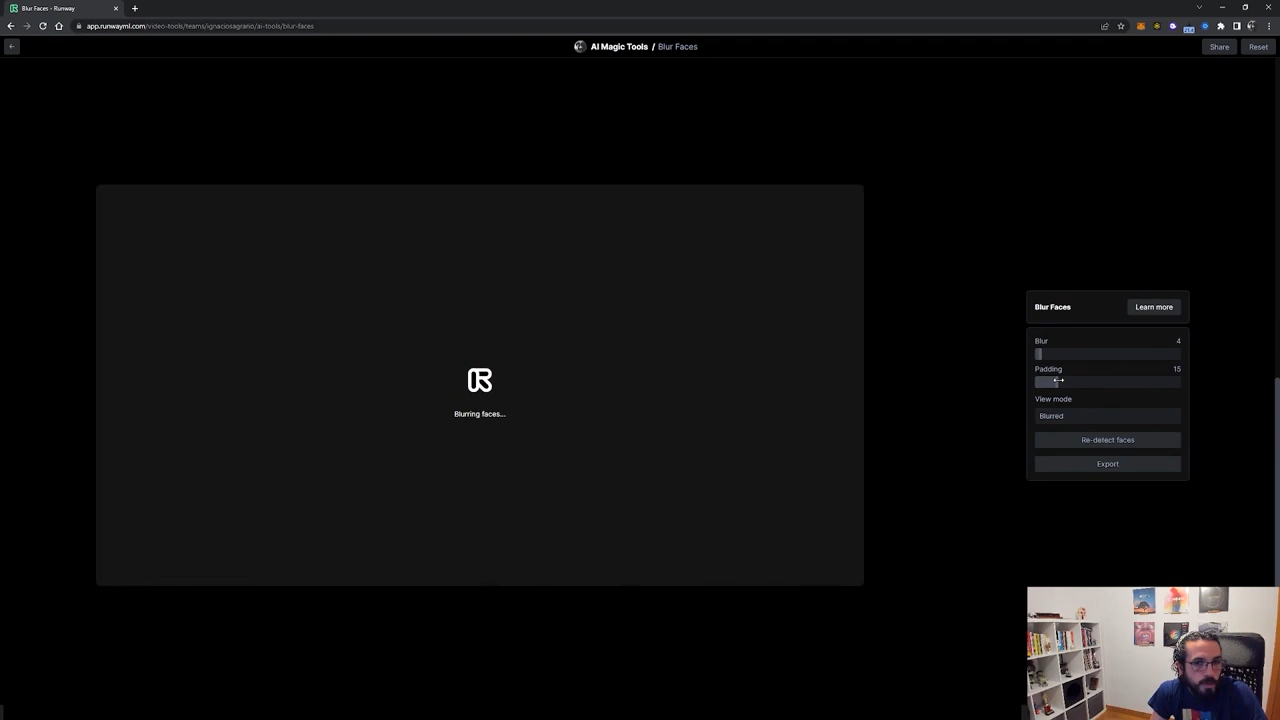 Blur Faces - Runway
app.runwayml.com/video-tools/teams/ignaciosagrario/ai-tools/blur-faces
AI Magic Tools / Blur Faces
Share
Reset
Blurring faces...
Blur Faces
Learn more
Blur
4
Padding
15
View mode
Blurred
Re-detect faces
Export